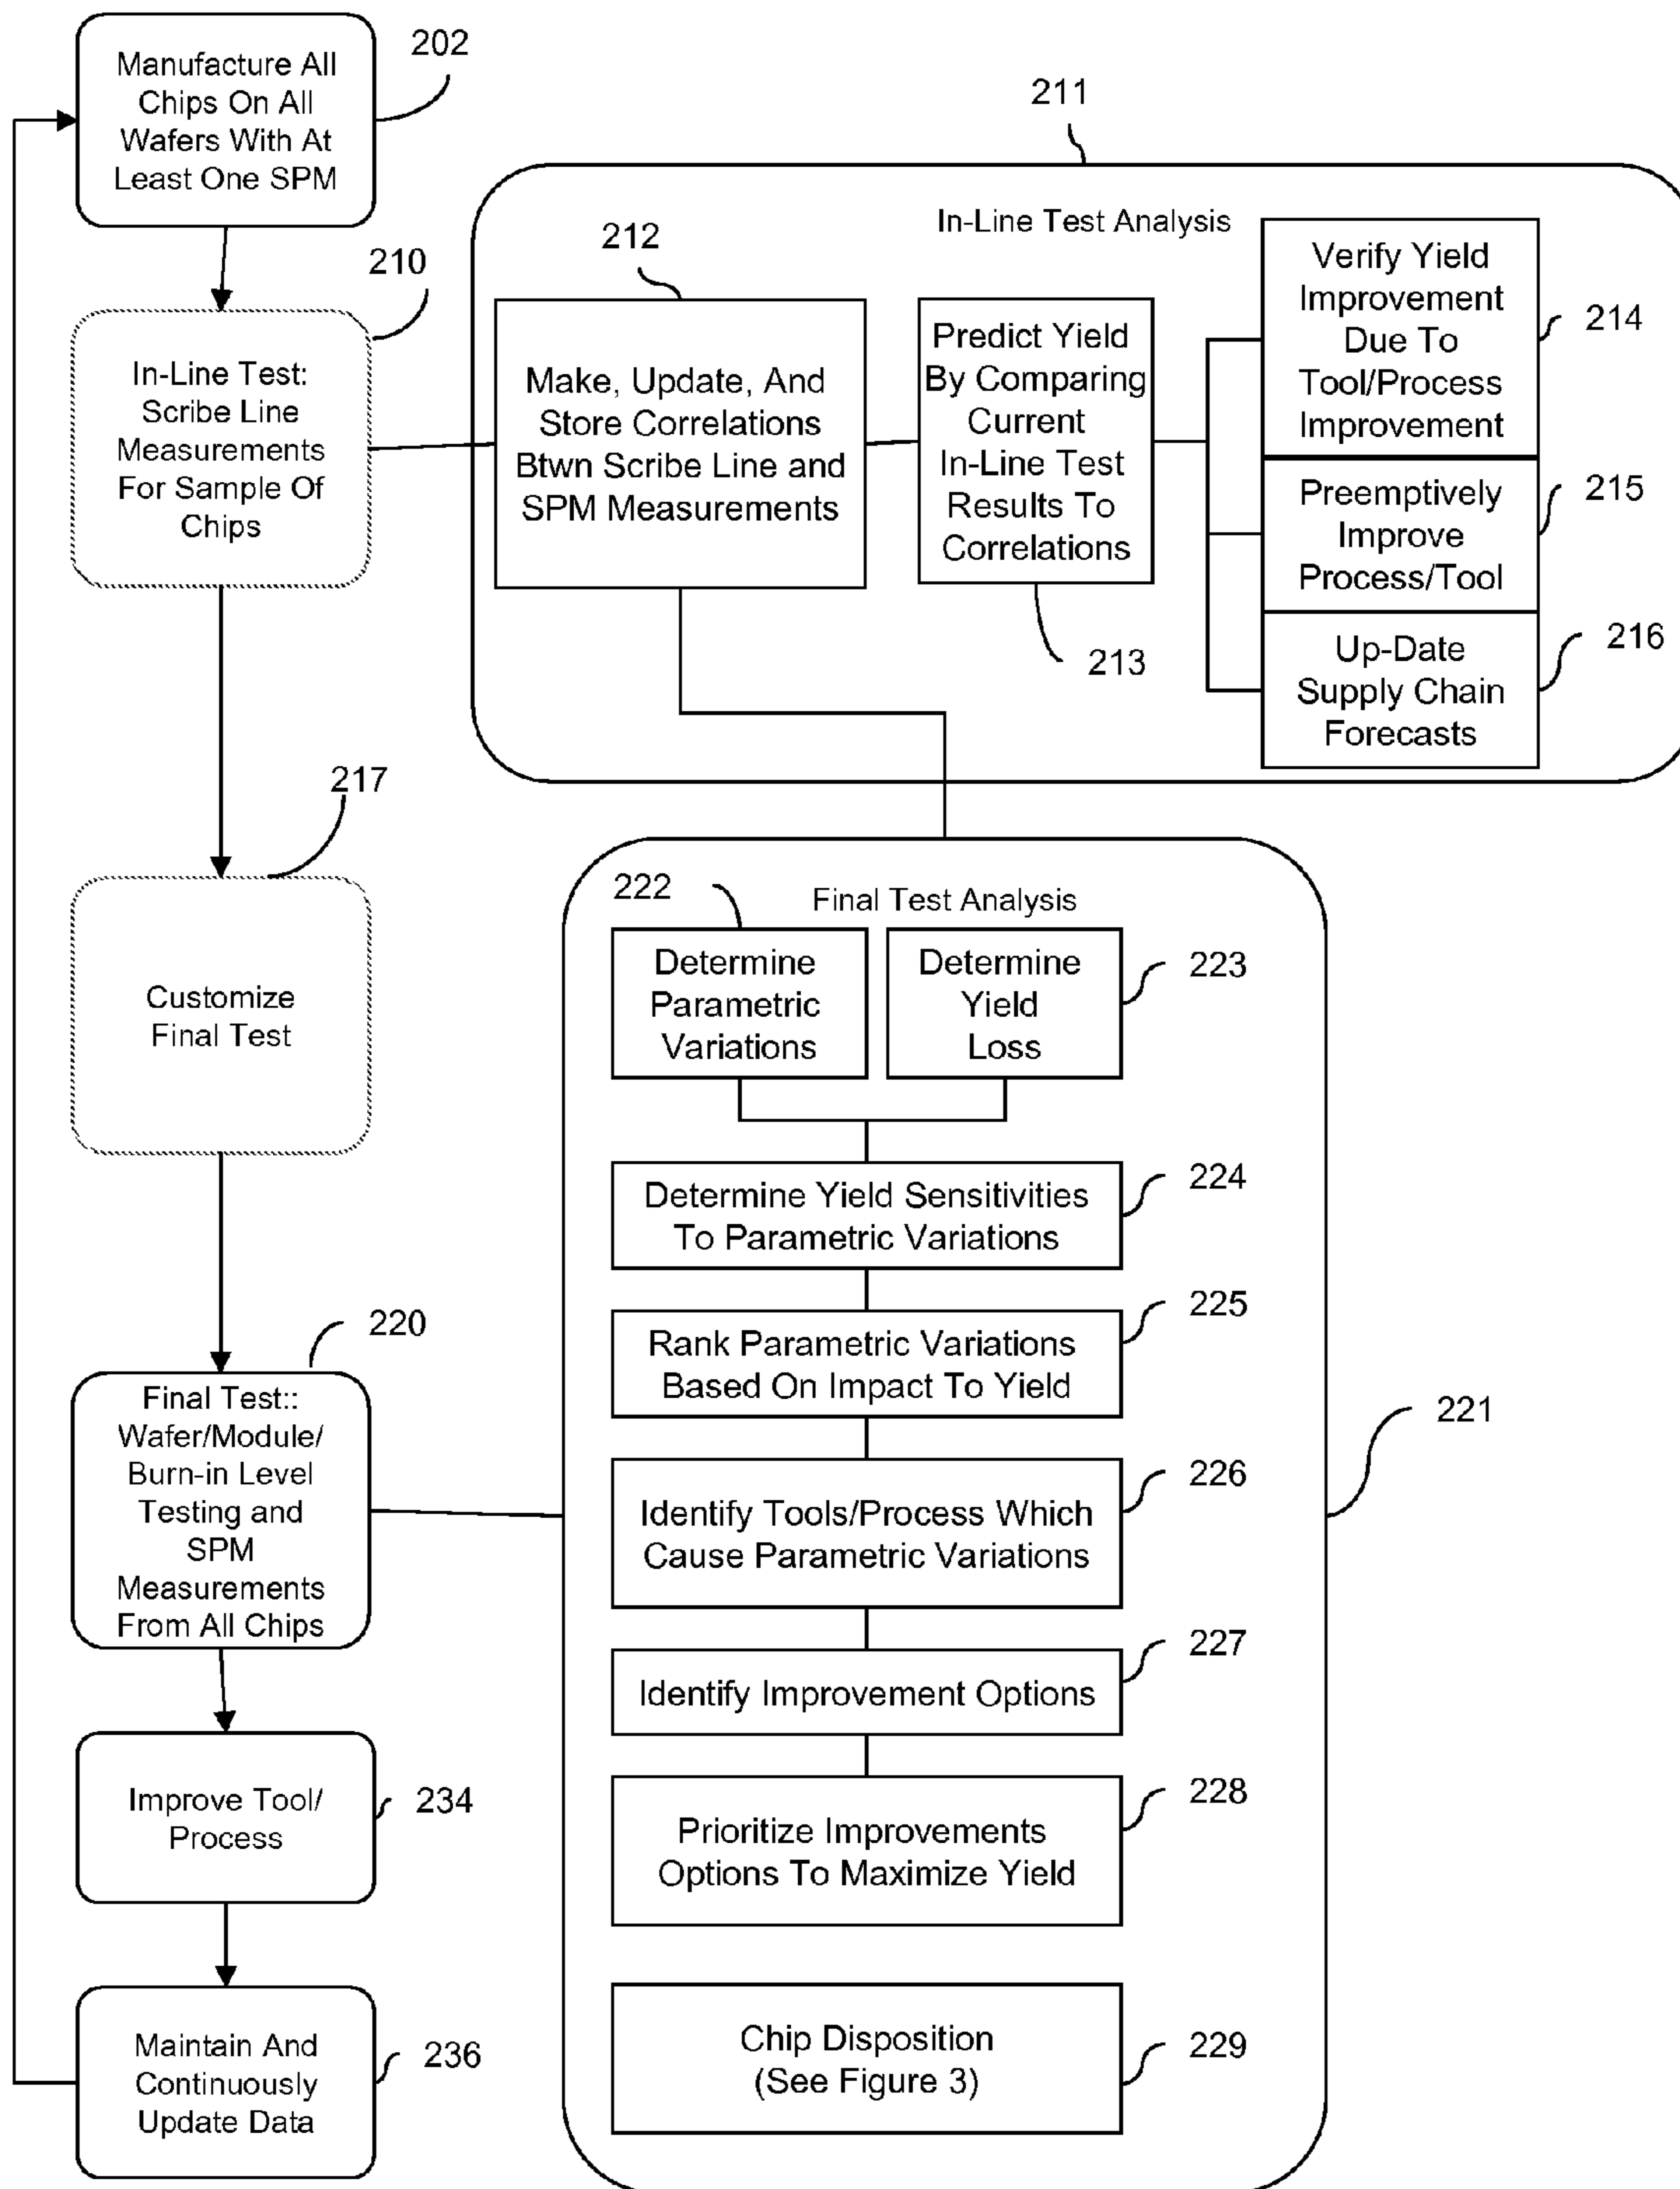 Manufacture All
Chips On All
Wafers With At
Least One SPM
202
210
In-Line Test:
Scribe Line
Measurements
For Sample Of
Chips
211
In-Line Test Analysis
212
Make, Update, And
Store Correlations
Btwn Scribe Line and
SPM Measurements
Predict Yield
By Comparing
Current
In-Line Test
Results To
Correlations
213
Verify Yield
Improvement
Due To
Tool/Process
Improvement
214
Preemptively
Improve
Process/Tool
215
Up-Date
Supply Chain
Forecasts
216
217
Customize
Final Test
220
Final Test::
Wafer/Module/
Burn-in Level
Testing and
SPM
Measurements
From All Chips
221
Final Test Analysis
222
Determine
Parametric
Variations
Determine
Yield
Loss
223
Determine Yield Sensitivities
To Parametric Variations
224
Rank Parametric Variations
Based On Impact To Yield
225
Identify Tools/Process Which
Cause Parametric Variations
226
Identify Improvement Options
227
Prioritize Improvements
Options To Maximize Yield
228
Chip Disposition
(See Figure 3)
229
Improve Tool/
Process
234
Maintain And
Continuously
Update Data
236